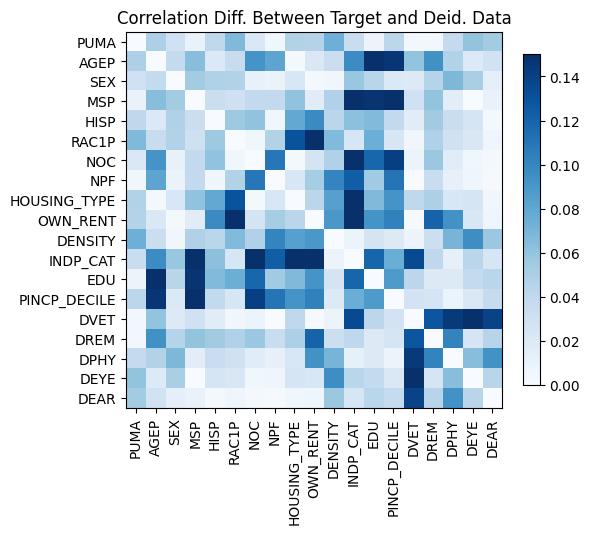 Correlation Diff. Between Target and Deid. Data
PUMA
AGEP
SEX
MSP
HISP
RAC1P
NOC
NPF
HOUSING_TYPE
OWN_RENT
DENSITY
INDP_CAT
EDU
PINCP_DECILE
DVET
DREM
DPHY
DEYE
DEAR
PUMA
AGEP
SEX
MSP
HISP
RAC1P
NOC
NPF
HOUSING_TYPE
OWN_RENT
DENSITY
INDP_CAT
EDU
PINCP_DECILE
DVET
DREM
DPHY
DEYE
DEAR
0.14
0.12
0.10
0.08
0.06
0.04
0.02
0.00